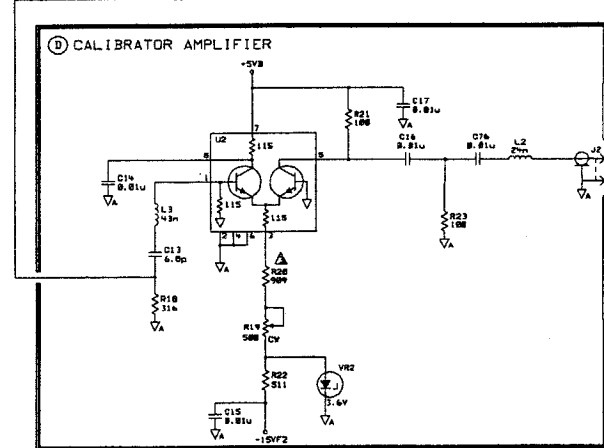 D CALIBRATOR AMPLIFIER
+5VB
C17
0.01u
A
R21
100
7
U2
115
8
5
C16
0.01u
C76
0.01u
L2
24n
J2
A
C14
0.01u
A
1
115
115
L3
43n
2 4 6 3
A
R23
100
A
C13
6.8p
R20
909
R18
316
A
R19
500
CW
R22
511
VR2
3.6V
A
C15
0.01u
A
-15VF2